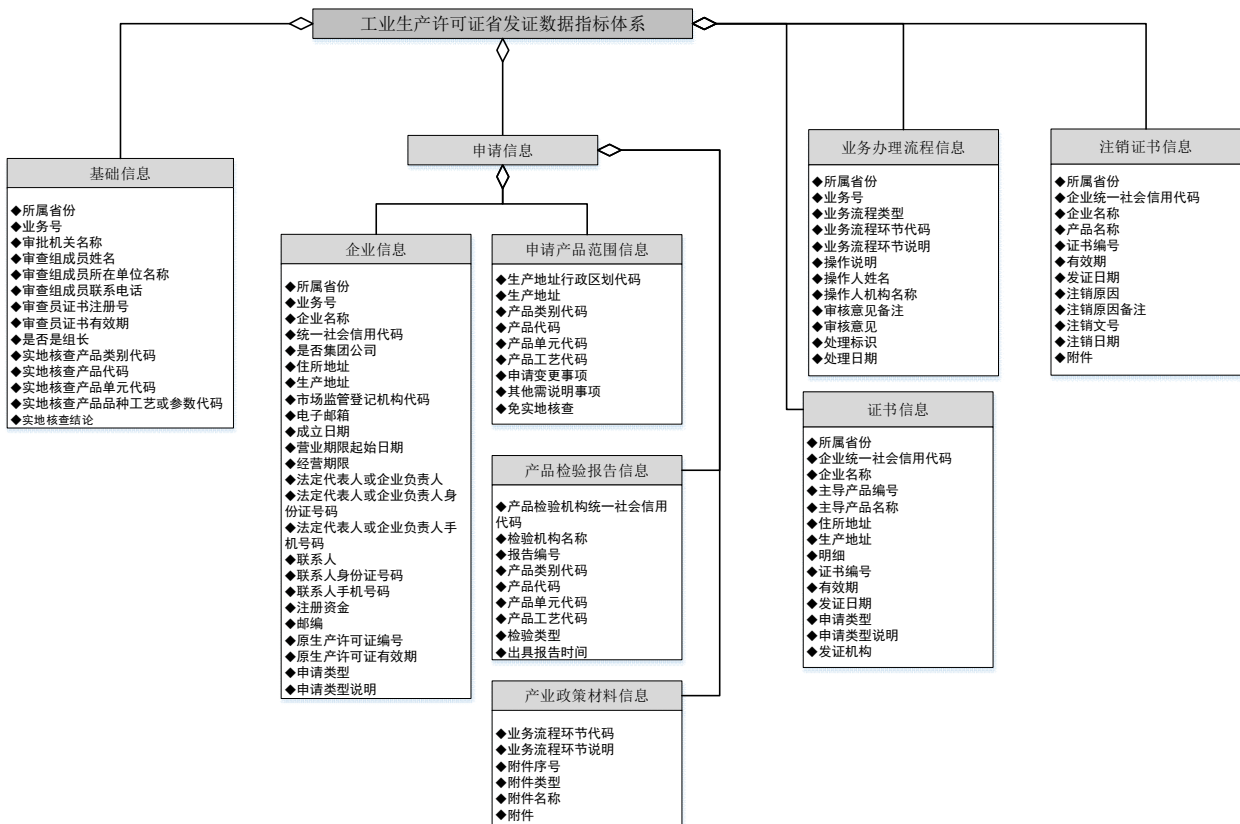 工业生产许可证省发证数据指标体系
基础信息
◆所属省份
◆业务号
◆审批机关名称
◆审查组成员姓名
◆审查组成员所在单位名称
◆审查组成员联系电话
◆审查员证书注册号
◆审查员证书有效期
◆是否是组长
◆实地核查产品类别代码
◆实地核查产品代码
◆实地核查产品单元代码
◆实地核查产品品种工艺或参数代码
◆实地核查结论
申请信息
企业信息
◆所属省份
◆业务号
◆企业名称
◆统一社会信用代码
◆是否集团公司
◆住所地址
◆生产地址
◆市场监管登记机构代码
◆电子邮箱
◆成立日期
◆营业期限起始日期
◆经营期限
◆法定代表人或企业负责人
◆法定代表人或企业负责人身
份证号码
◆法定代表人或企业负责人手
机号码
◆联系人
◆联系人身份证号码
◆联系人手机号码
◆注册资金
◆邮编
◆原生产许可证编号
◆原生产许可证有效期
◆申请类型
◆申请类型说明
申请产品范围信息
◆生产地址行政区划代码
◆生产地址
◆产品类别代码
◆产品代码
◆产品单元代码
◆产品工艺代码
◆申请变更事项
◆其他需说明事项
◆免实地核查
产品检验报告信息
◆产品检验机构统一社会信用
代码
◆检验机构名称
◆报告编号
◆产品类别代码
◆产品代码
◆产品单元代码
◆产品工艺代码
◆检验类型
◆出具报告时间
产业政策材料信息
◆业务流程环节代码
◆业务流程环节说明
◆附件序号
◆附件类型
◆附件名称
◆附件
业务办理流程信息
◆所属省份
◆业务号
◆业务流程类型
◆业务流程环节代码
◆业务流程环节说明
◆操作说明
◆操作人姓名
◆操作人机构名称
◆审核意见备注
◆审核意见
◆处理标识
◆处理日期
证书信息
◆所属省份
◆企业统一社会信用代码
◆企业名称
◆主导产品编号
◆主导产品名称
◆住所地址
◆生产地址
◆明细
◆证书编号
◆有效期
◆发证日期
◆申请类型
◆申请类型说明
◆发证机构
注销证书信息
◆所属省份
◆企业统一社会信用代码
◆企业名称
◆产品名称
◆证书编号
◆有效期
◆发证日期
◆注销原因
◆注销原因备注
◆注销文号
◆注销日期
◆附件